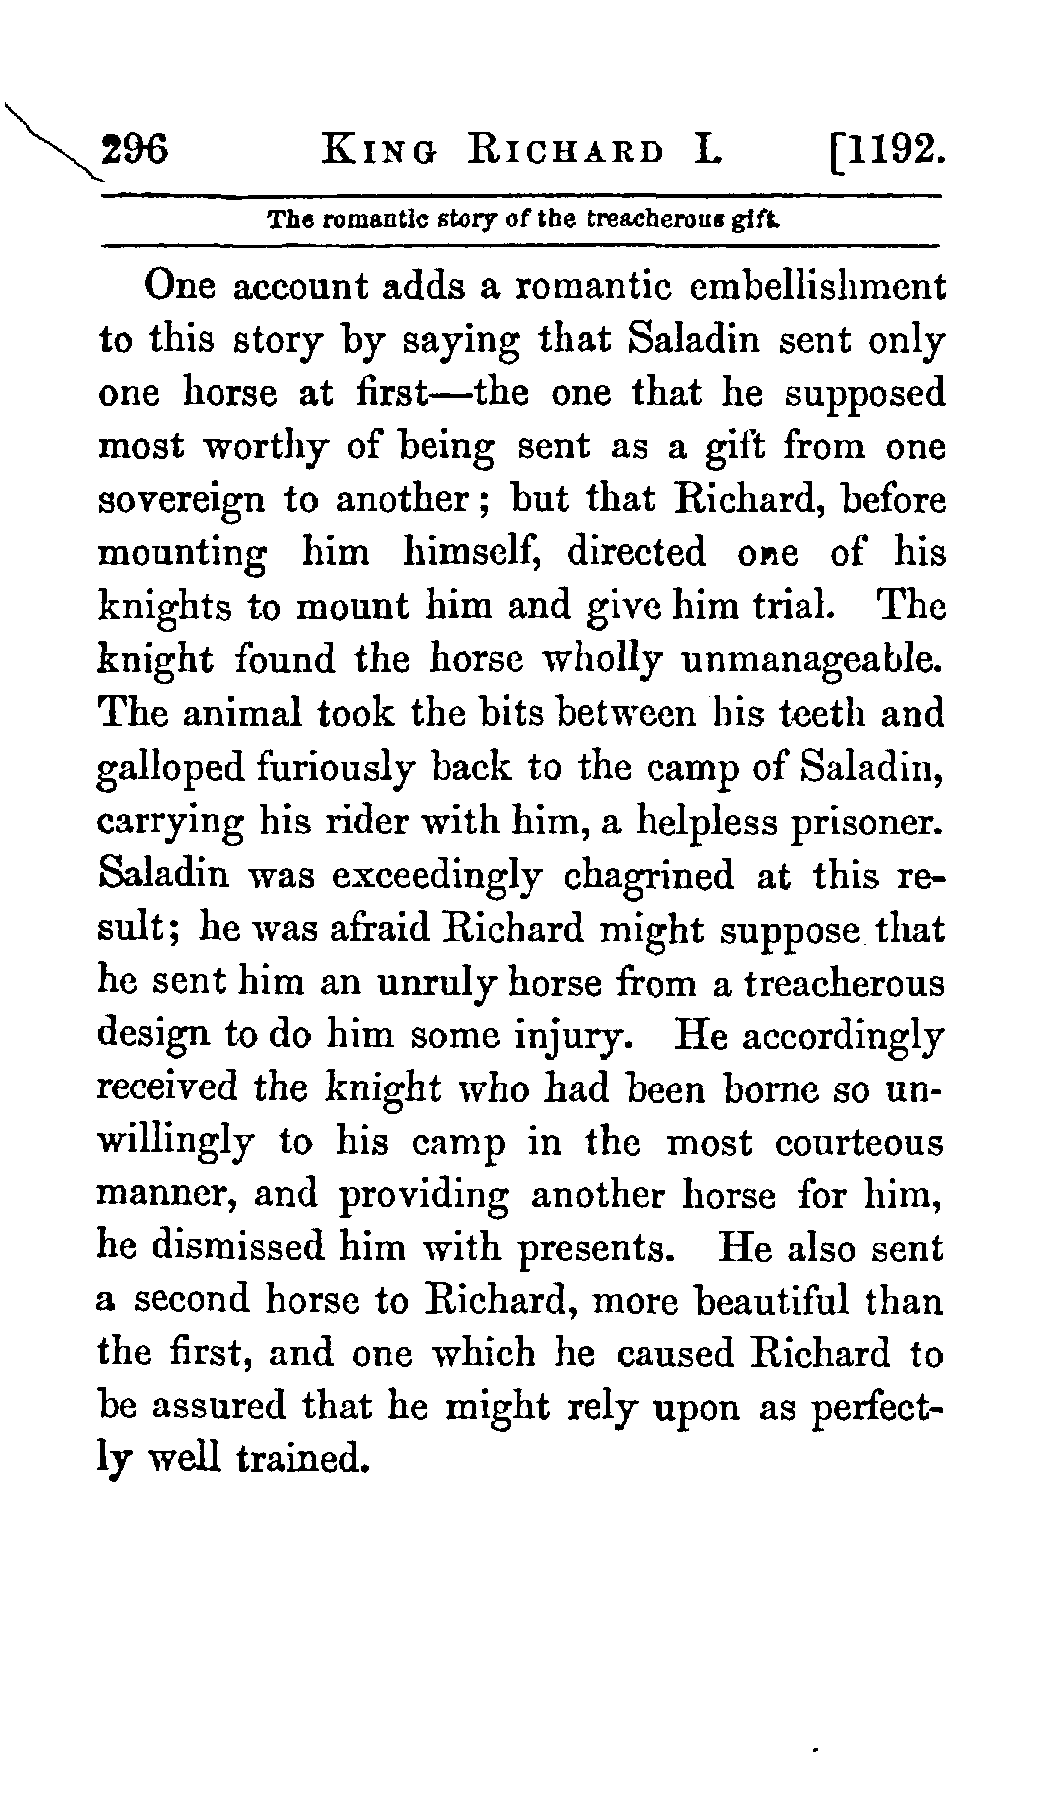 296 KING RICHARD I. [1192.
The romantic story of the treacherous gift.
One account adds a romantic embellishment
to this story by saying that Saladin sent only
one horse at first—the one that he supposed
most worthy of being sent as a gift from one
sovereign to another; but that Richard, before
mounting him himself, directed one of his
knights to mount him and give him trial. The
knight found the horse wholly unmanageable.
The animal took the bits between his teeth and
galloped furiously back to the camp of Saladin,
carrying his rider with him, a helpless prisoner.
Saladin was exceedingly chagrined at this re-
sult; he was afraid Richard might suppose that
he sent him an unruly horse from a treacherous
design to do him some injury. He accordingly
received the knight who had been borne so un-
willingly to his camp in the most courteous
manner, and providing another horse for him,
he dismissed him with presents. He also sent
a second horse to Richard, more beautiful than
the first, and one which he caused Richard to
be assured that he might rely upon as perfect-
ly well trained.